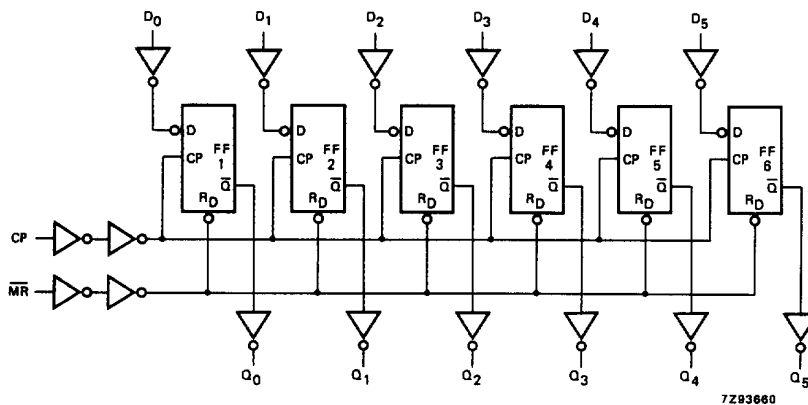 D0 D1 D2 D3 D4 D5
D FF 1 CP Q̅ RD
D FF 2 CP Q̅ RD
D FF 3 CP Q̅ RD
D FF 4 CP Q̅ RD
D FF 5 CP Q̅ RD
D FF 6 CP Q̅ RD
CP
M̅R̅
Q0 Q1 Q2 Q3 Q4 Q5
7Z93660